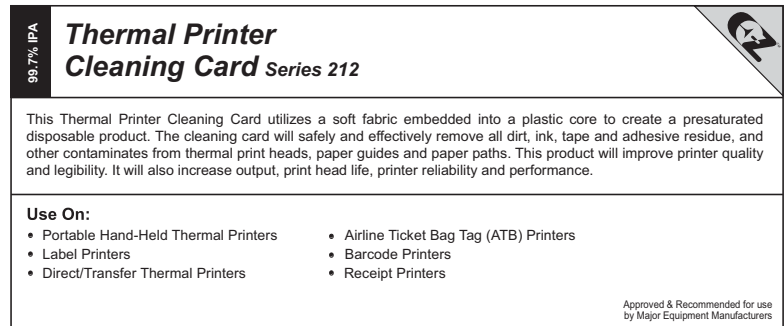 99.7% IPA
Thermal Printer
Cleaning Card Series 212
This Thermal Printer Cleaning Card utilizes a soft fabric embedded into a plastic core to create a presaturated
disposable product. The cleaning card will safely and effectively remove all dirt, ink, tape and adhesive residue, and
other contaminates from thermal print heads, paper guides and paper paths. This product will improve printer quality
and legibility. It will also increase output, print head life, printer reliability and performance.
Use On:
• Portable Hand-Held Thermal Printers
• Label Printers
• Direct/Transfer Thermal Printers
• Airline Ticket Bag Tag (ATB) Printers
• Barcode Printers
• Receipt Printers
Approved & Recommended for use
by Major Equipment Manufacturers